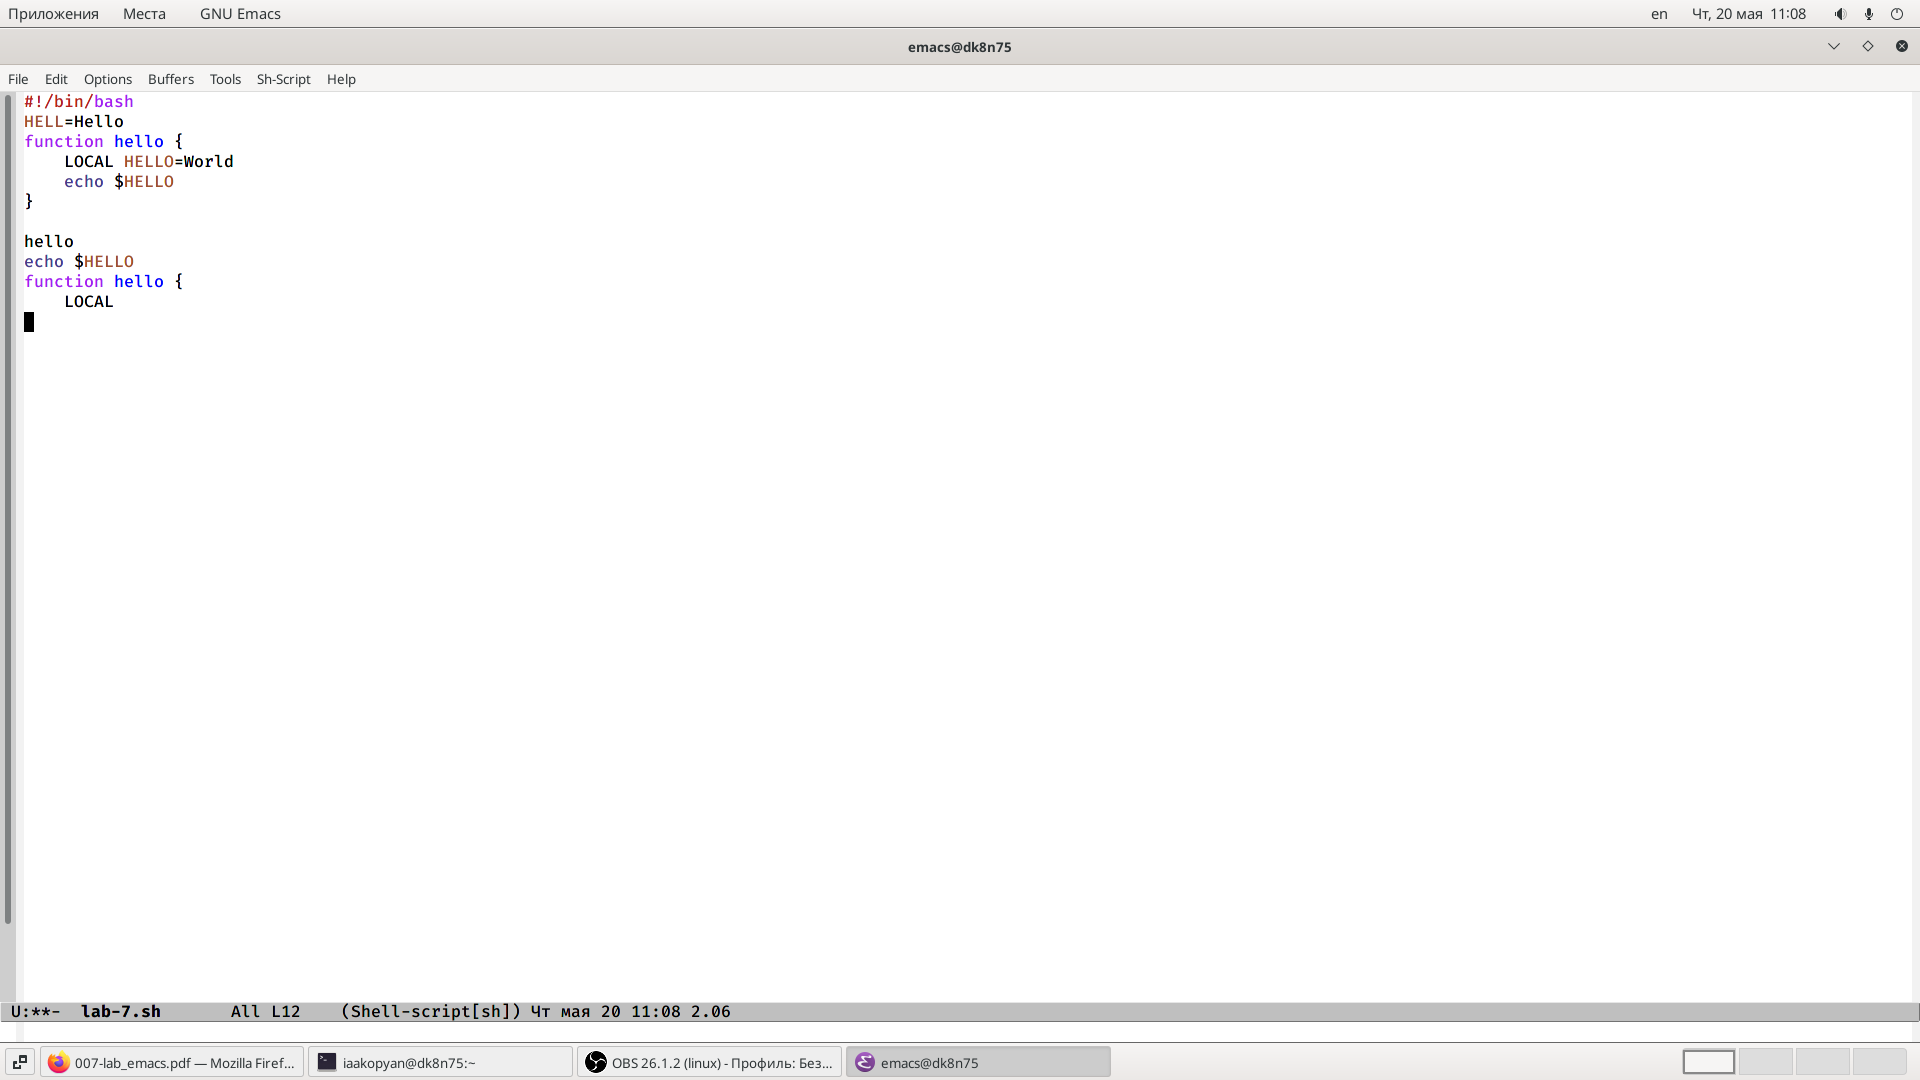 Приложения Места GNU Emacs en Чт, 20 мая 11:08
emacs@dk8n75
File Edit Options Buffers Tools Sh-Script Help
#!/bin/bash
HELL=Hello
function hello {
    LOCAL HELLO=World
    echo $HELLO
}
hello
echo $HELLO
function hello {
    LOCAL
U:**-  lab-7.sh       All L12    (Shell-script[sh]) Чт мая 20 11:08 2.06
007-lab_emacs.pdf — Mozilla Firef... iaakopyan@dk8n75:~ OBS 26.1.2 (linux) - Профиль: Без... emacs@dk8n75